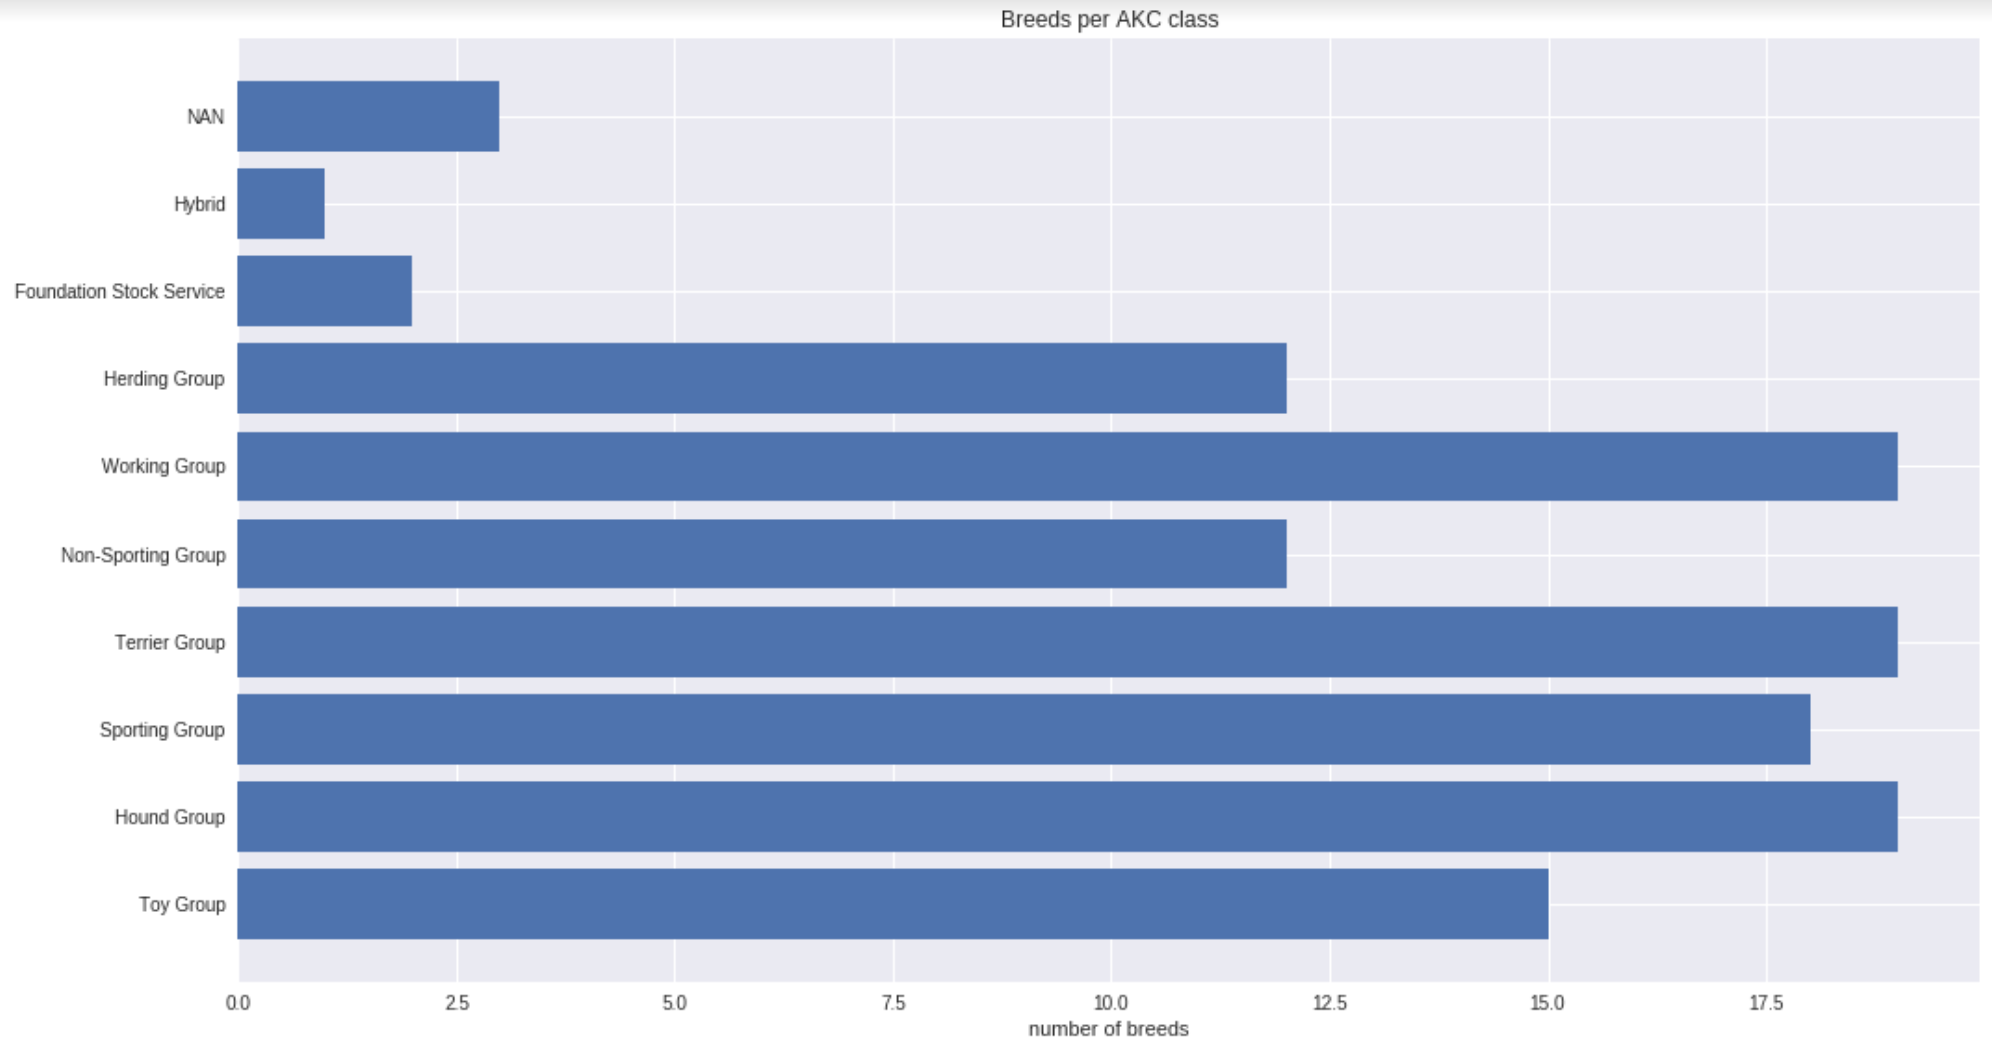 Breeds per AKC class
NAN
Hybrid
Foundation Stock Service
Herding Group
Working Group
Non-Sporting Group
Terrier Group
Sporting Group
Hound Group
Toy Group
0.0 2.5 5.0 7.5 10.0 12.5 15.0 17.5
number of breeds